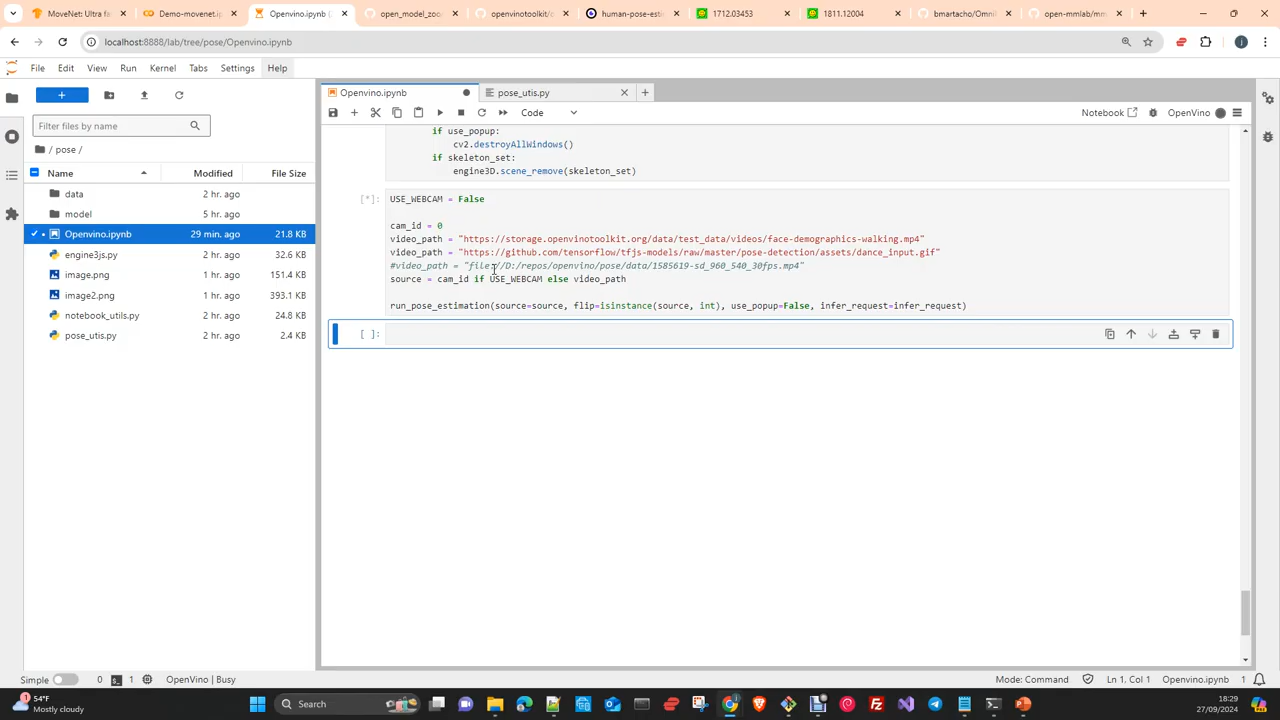 MoveNet: Ultra fa
Demo-movenet.ip
Openvino.ipynb
open_model_zoo
openvinotoolkit/o
human-pose-esti
1712.03453
1811.12004
bmartacho/Omni
open-mmlab/mm
localhost:8888/lab/tree/pose/Openvino.ipynb
File Edit View Run Kernel Tabs Settings Help
Openvino.ipynb
pose_utis.py
Code
Notebook
OpenVino
Filter files by name
/ pose /
Name Modified File Size
data 2 hr. ago
model 5 hr. ago
Openvino.ipynb 29 min. ago 21.8 KB
engine3js.py 2 hr. ago 32.6 KB
image.png 1 hr. ago 151.4 KB
image2.png 1 hr. ago 393.1 KB
notebook_utils.py 2 hr. ago 24.8 KB
pose_utis.py 2 hr. ago 2.4 KB
if use_popup:
cv2.destroyAllWindows()
if skeleton_set:
engine3D.scene_remove(skeleton_set)
[*]:
USE_WEBCAM = False
cam_id = 0
video_path = "https://storage.openvinotoolkit.org/data/test_data/videos/face-demographics-walking.mp4"
video_path = "https://github.com/tensorflow/tfjs-models/raw/master/pose-detection/assets/dance_input.gif"
#video_path = "file://D:/repos/openvino/pose/data/1585619-sd_960_540_30fps.mp4"
source = cam_id if USE_WEBCAM else video_path
run_pose_estimation(source=source, flip=isinstance(source, int), use_popup=False, infer_request=infer_request)
[ ]:
Simple 0 1 OpenVino | Busy
Mode: Command Ln 1, Col 1 Openvino.ipynb 1
54°F
Mostly cloudy
Search
18:29
27/09/2024